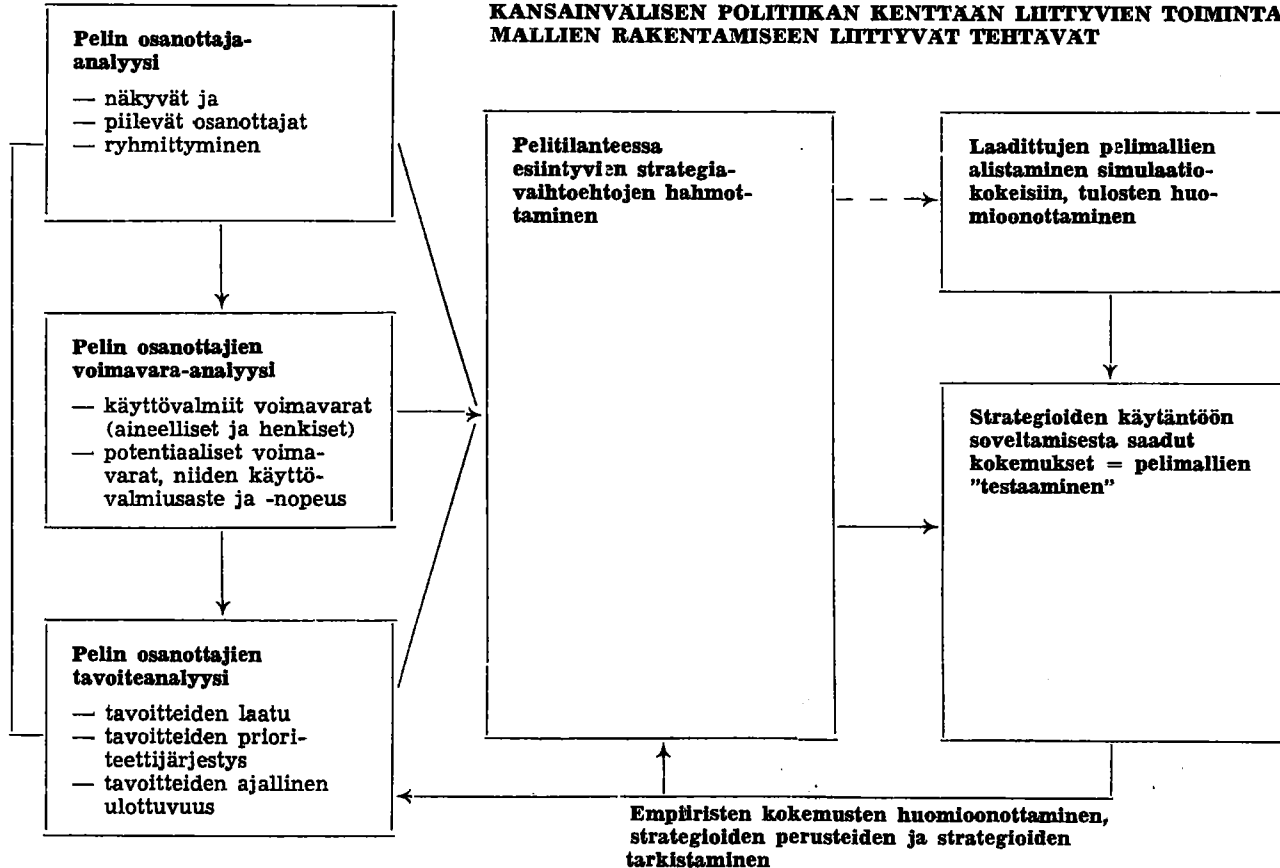 KANSAINVÄLISEN POLITIIKAN KENTTÄÄN LIITTYVIEN TOIMINTA
MALLIEN RAKENTAMISEEN LIITTYVÄT TEHTÄVÄT
Pelin osanottaja-
analyysi
— näkyvät ja
— piilevät osanottajat
— ryhmittyminen
Pelin osanottajien
voimavara-analyysi
— käyttövalmiit voimavarat
(aineelliset ja henkiset)
— potentiaaliset voima-
varat, niiden käyttö-
valmiusaste ja -nopeus
Pelin osanottajien
tavoiteanalyysi
— tavoitteiden laatu
— tavoitteiden priori-
teettijärjestys
— tavoitteiden ajallinen
ulottuvuus
Pelitilanteessa
esiintyvien strategia-
vaihtoehtojen hahmot-
taminen
Laadittujen pelimallien
alistaminen simulaatio-
kokeisiin, tulosten huo-
mioonottaminen
Strategioiden käytäntöön
soveltamisesta saadut
kokemukset = pelimallien
"testaaminen"
Empiiristen kokemusten huomioonottaminen,
strategioiden perusteiden ja strategioiden
tarkistaminen